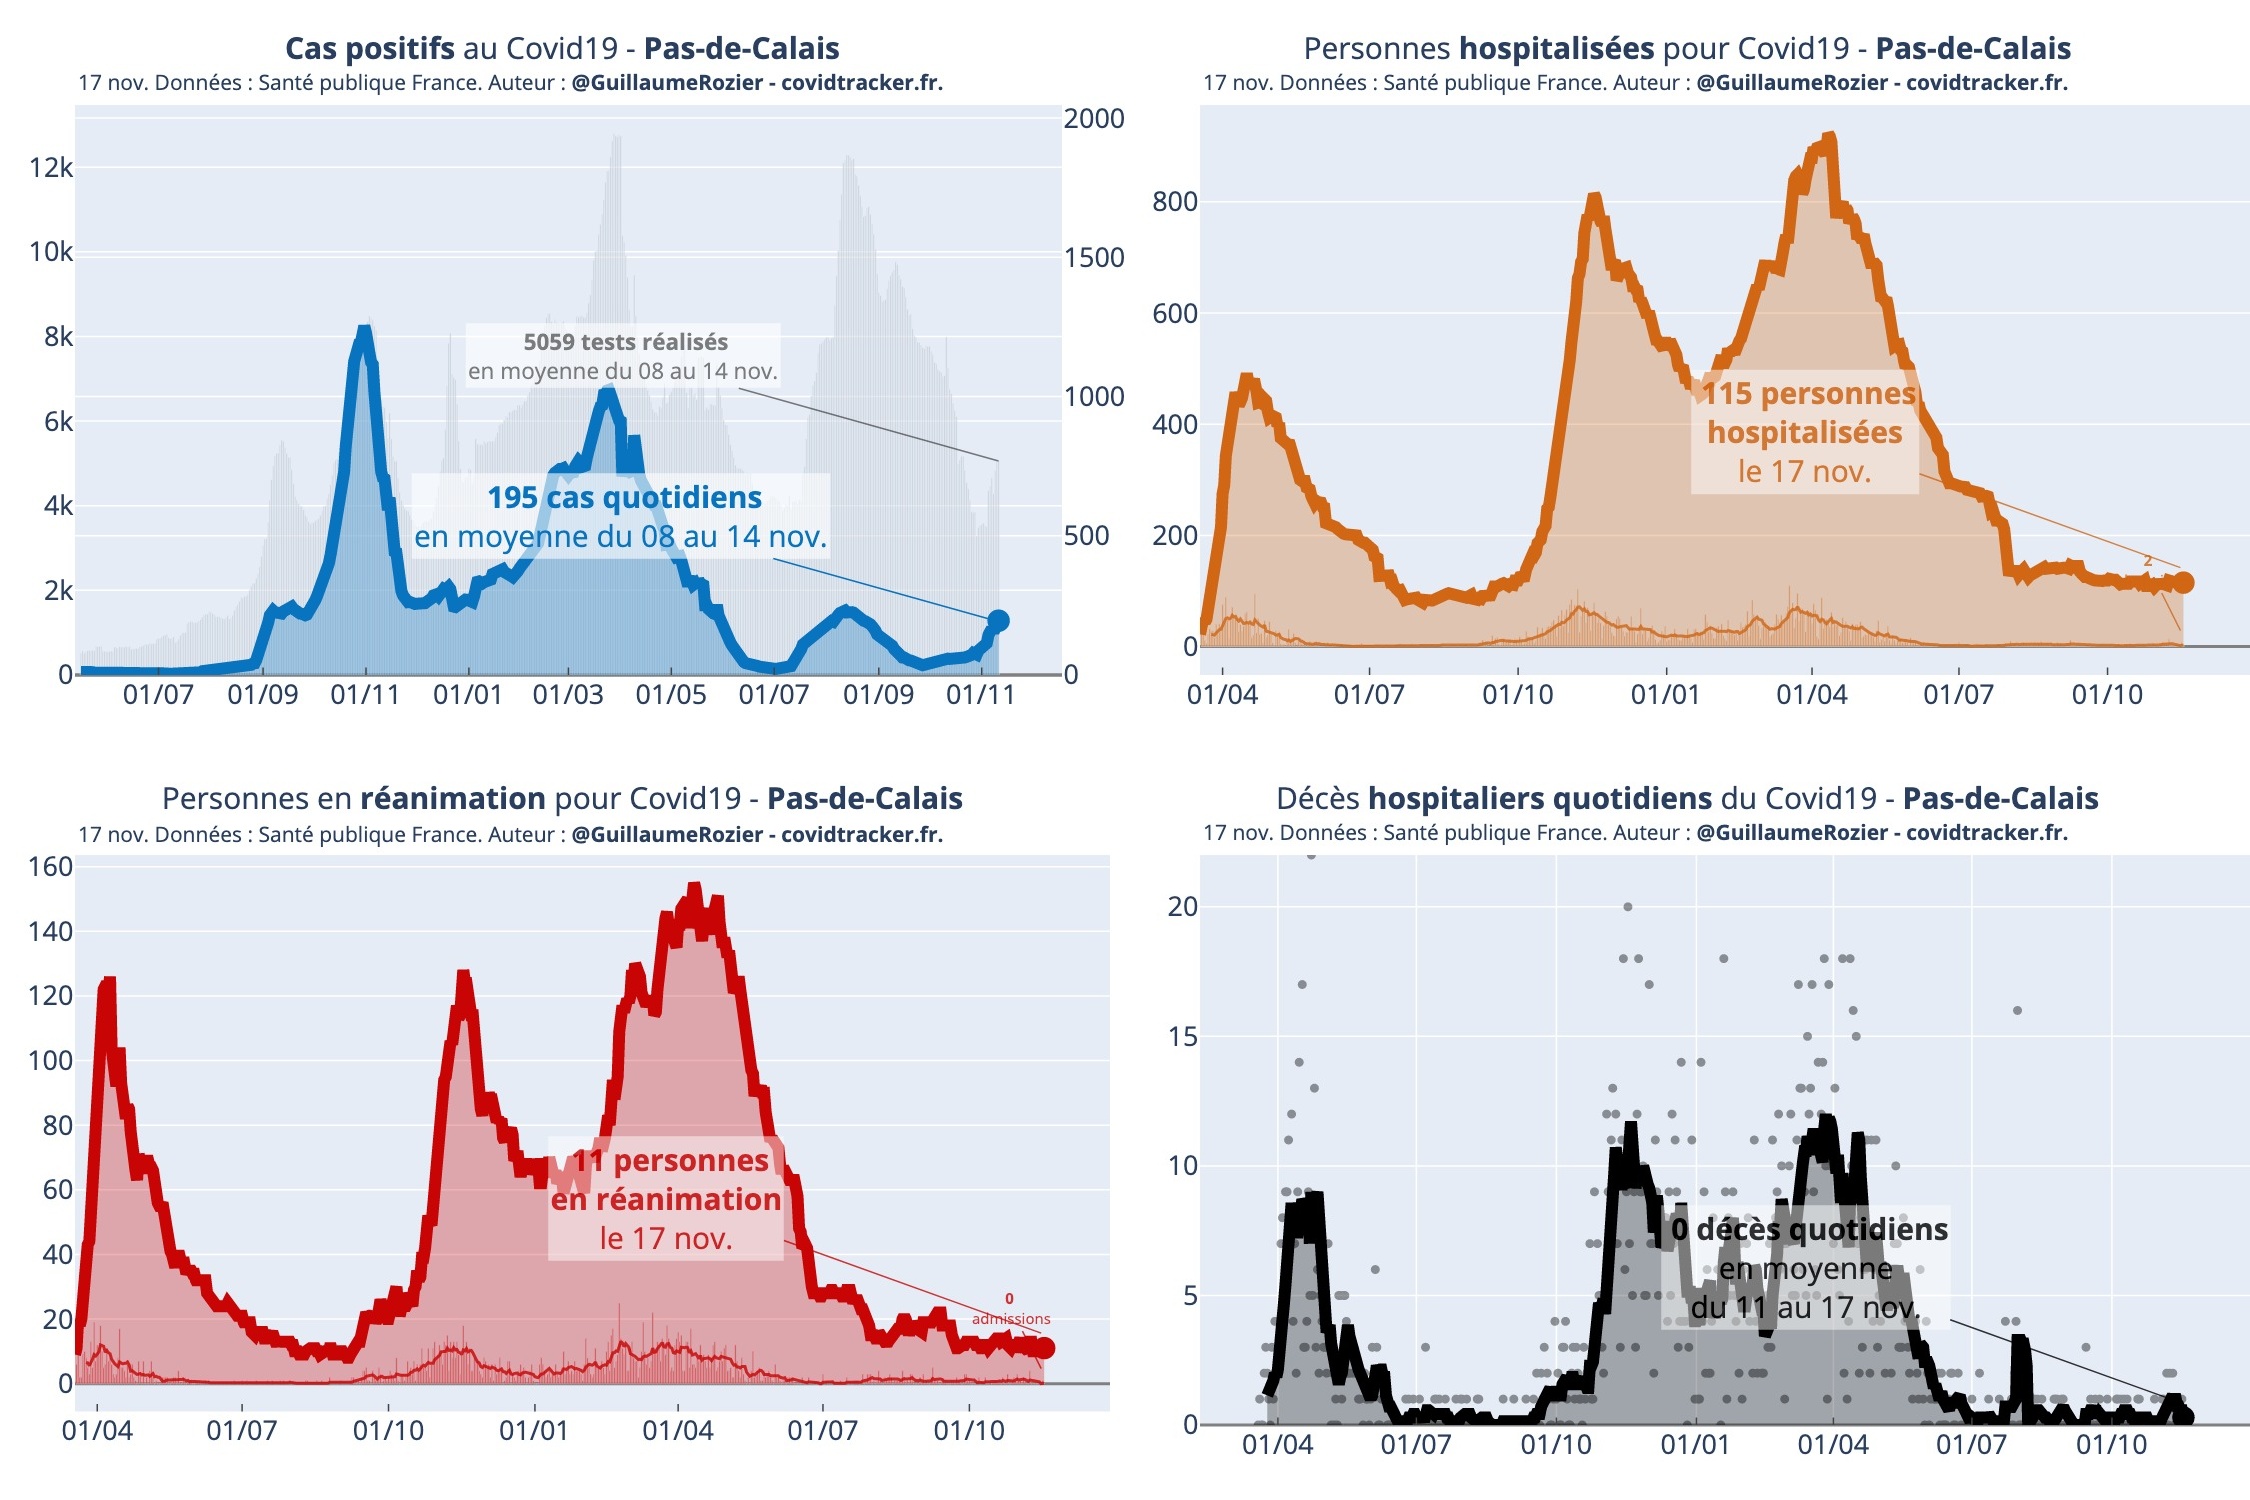 Cas positifs au Covid19 - Pas-de-Calais
17 nov. Données : Santé publique France. Auteur : @GuillaumeRozier - covidtracker.fr.
2000
12k
10k
1500
8k
5059 tests réalisés
en moyenne du 08 au 14 nov.
1000
6k
195 cas quotidiens
en moyenne du 08 au 14 nov.
4k
500
2k
0
0
01/07 01/09 01/11 01/01 01/03 01/05 01/07 01/09 01/11
Personnes hospitalisées pour Covid19 - Pas-de-Calais
17 nov. Données : Santé publique France. Auteur : @GuillaumeRozier - covidtracker.fr.
800
600
115 personnes
hospitalisées
le 17 nov.
400
200
2
0
01/04 01/07 01/10 01/01 01/04 01/07 01/10
Personnes en réanimation pour Covid19 - Pas-de-Calais
17 nov. Données : Santé publique France. Auteur : @GuillaumeRozier - covidtracker.fr.
160
140
120
100
80
11 personnes
en réanimation
le 17 nov.
60
40
0
admissions
20
0
01/04 01/07 01/10 01/01 01/04 01/07 01/10
Décès hospitaliers quotidiens du Covid19 - Pas-de-Calais
17 nov. Données : Santé publique France. Auteur : @GuillaumeRozier - covidtracker.fr.
20
15
10
0 décès quotidiens
en moyenne
du 11 au 17 nov.
5
0
01/04 01/07 01/10 01/01 01/04 01/07 01/10